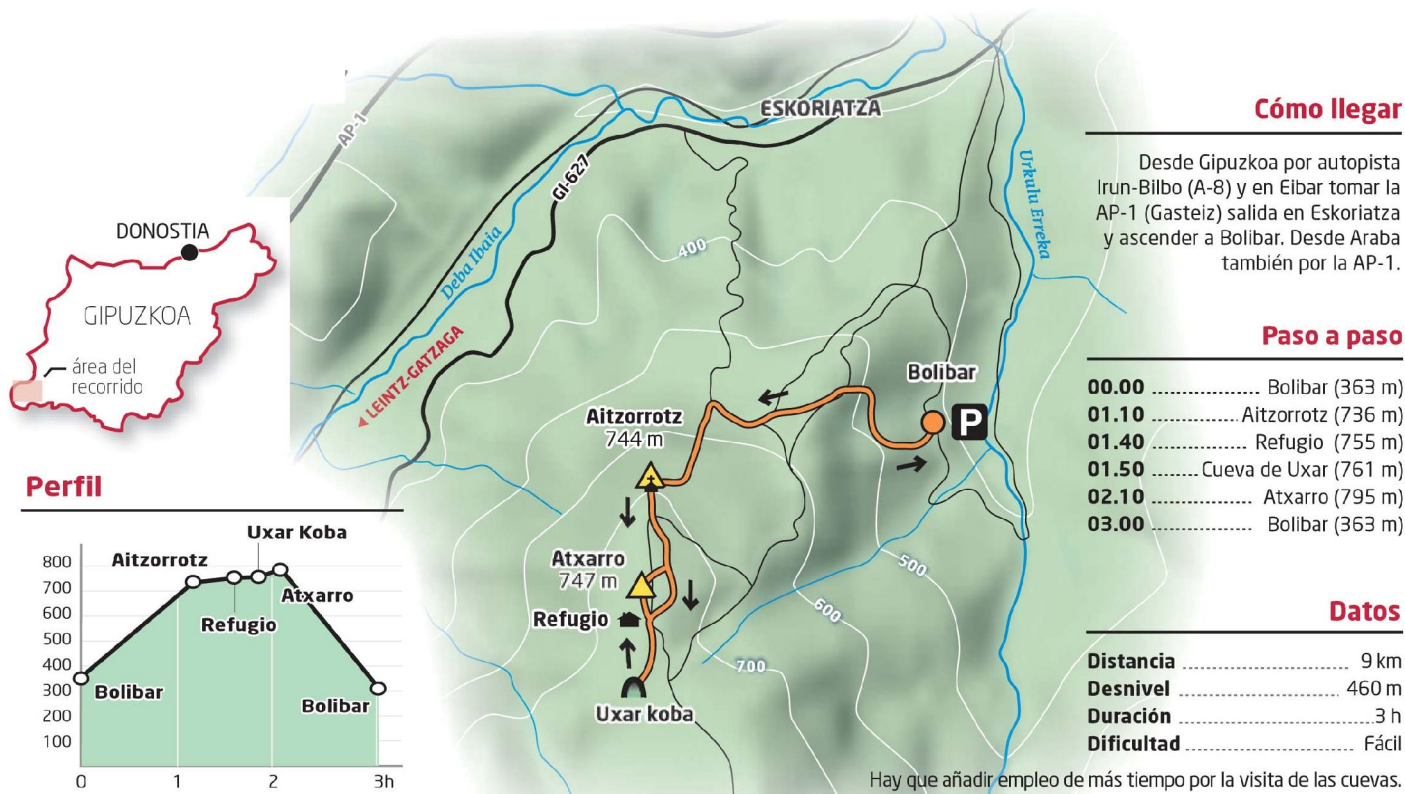 AP-1
ESKORIATZA
GI-627
Deba Ibaia
Urkulu Erreka
◄ LEINTZ-GATZAGA
400
Bolibar
P
Aitzorrotz
744 m
Atxarro
747 m
Refugio
Uxar koba
500
600
700
DONOSTIA
GIPUZKOA
área del
recorrido
Perfil
800
700
600
500
400
300
200
100
0
1
2
3h
Bolibar
Aitzorrotz
Refugio
Uxar Koba
Atxarro
Bolibar
Cómo llegar
Desde Gipuzkoa por autopista
Irun-Bilbo (A-8) y en Eibar tomar la
AP-1 (Gasteiz) salida en Eskoriatza
y ascender a Bolibar. Desde Araba
también por la AP-1.
Paso a paso
00.00 .................. Bolibar (363 m)
01.10 .............. Aitzorrotz (736 m)
01.40 ................. Refugio (755 m)
01.50 ..... Cueva de Uxar (761 m)
02.10 ................. Atxarro (795 m)
03.00 .................. Bolibar (363 m)
Datos
Distancia .......................... 9 km
Desnivel .......................... 460 m
Duración .............................. 3 h
Dificultad .......................... Fácil
Hay que añadir empleo de más tiempo por la visita de las cuevas.